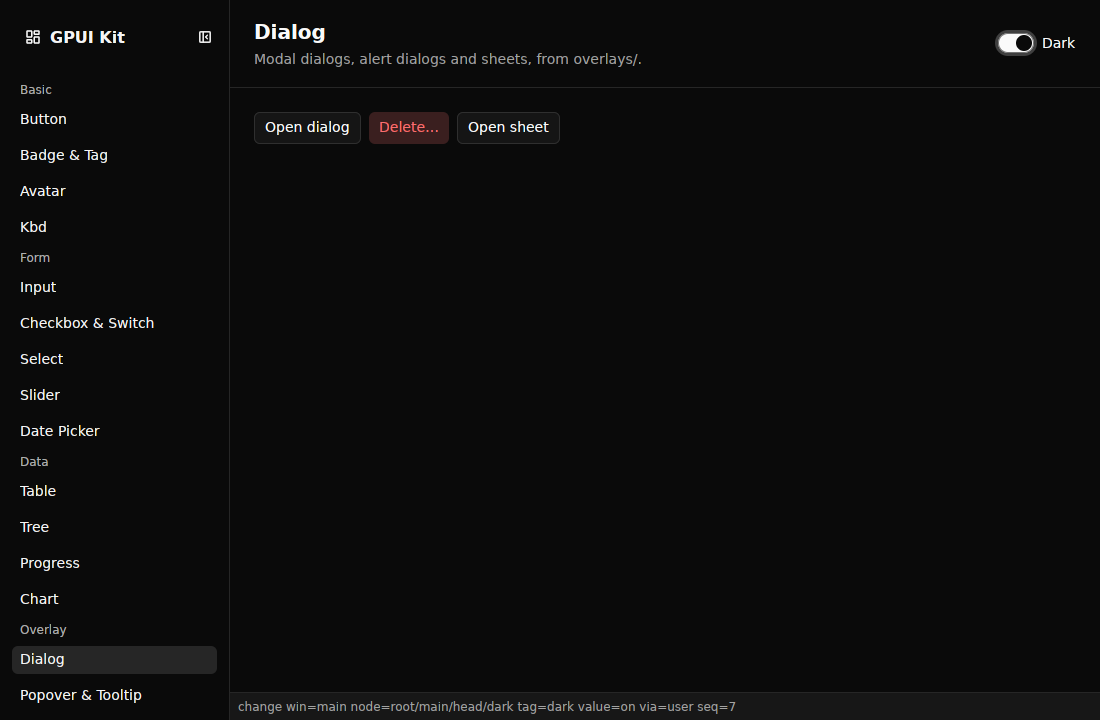 GPUI Kit
Basic
Button
Badge & Tag
Avatar
Kbd
Form
Input
Checkbox & Switch
Select
Slider
Date Picker
Data
Table
Tree
Progress
Chart
Overlay
Dialog
Popover & Tooltip
Dialog
Modal dialogs, alert dialogs and sheets, from overlays/.
Dark
Open dialog Delete... Open sheet
change win=main node=root/main/head/dark tag=dark value=on via=user seq=7